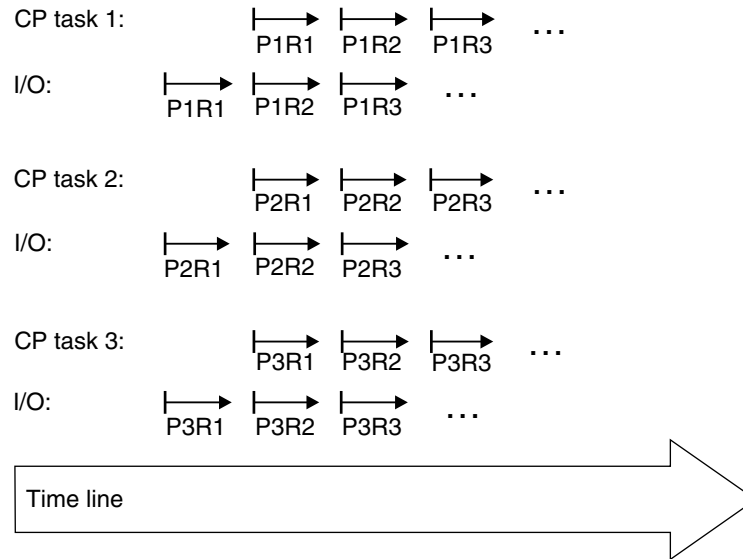 CP task 1:
P1R1 P1R2 P1R3 ...
I/O:
P1R1 P1R2 P1R3 ...
CP task 2:
P2R1 P2R2 P2R3 ...
I/O:
P2R1 P2R2 P2R3 ...
CP task 3:
P3R1 P3R2 P3R3 ...
I/O:
P3R1 P3R2 P3R3 ...
Time line